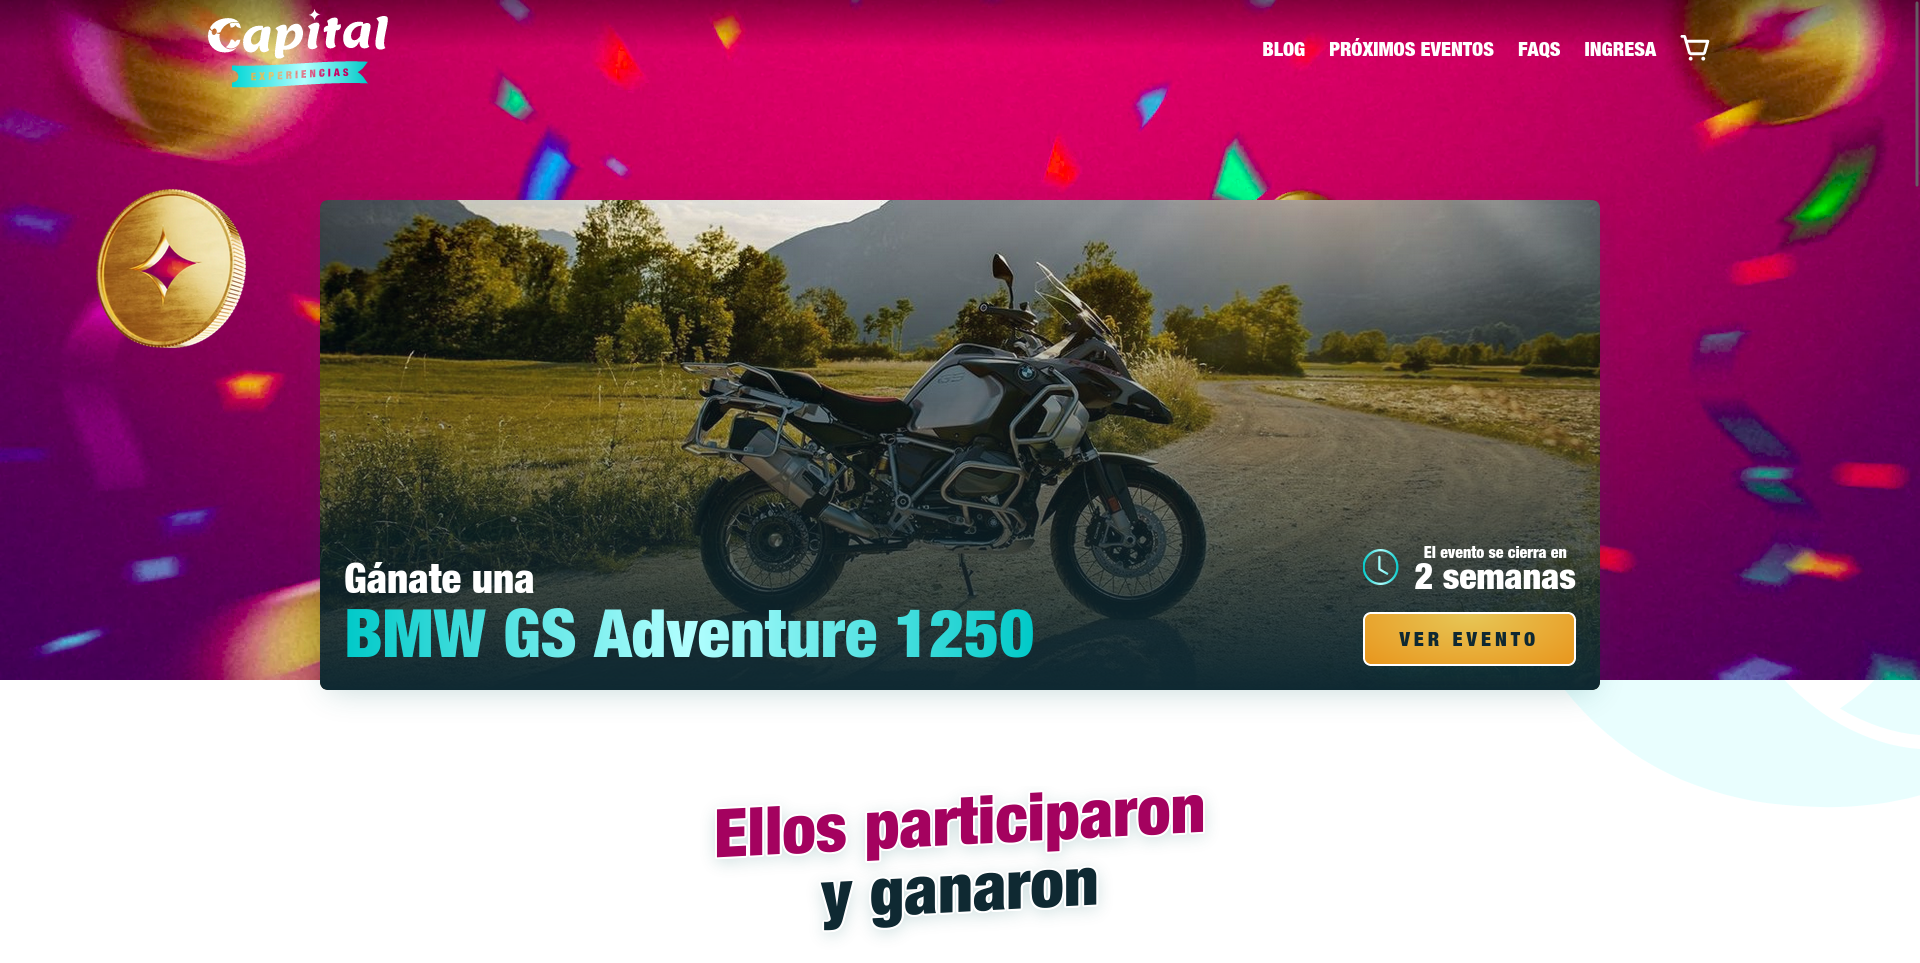 Capital
EXPERIENCIAS
BLOG PRÓXIMOS EVENTOS FAQS INGRESA
Gánate una
BMW GS Adventure 1250
El evento se cierra en
2 semanas
VER EVENTO
Ellos participaron
y ganaron